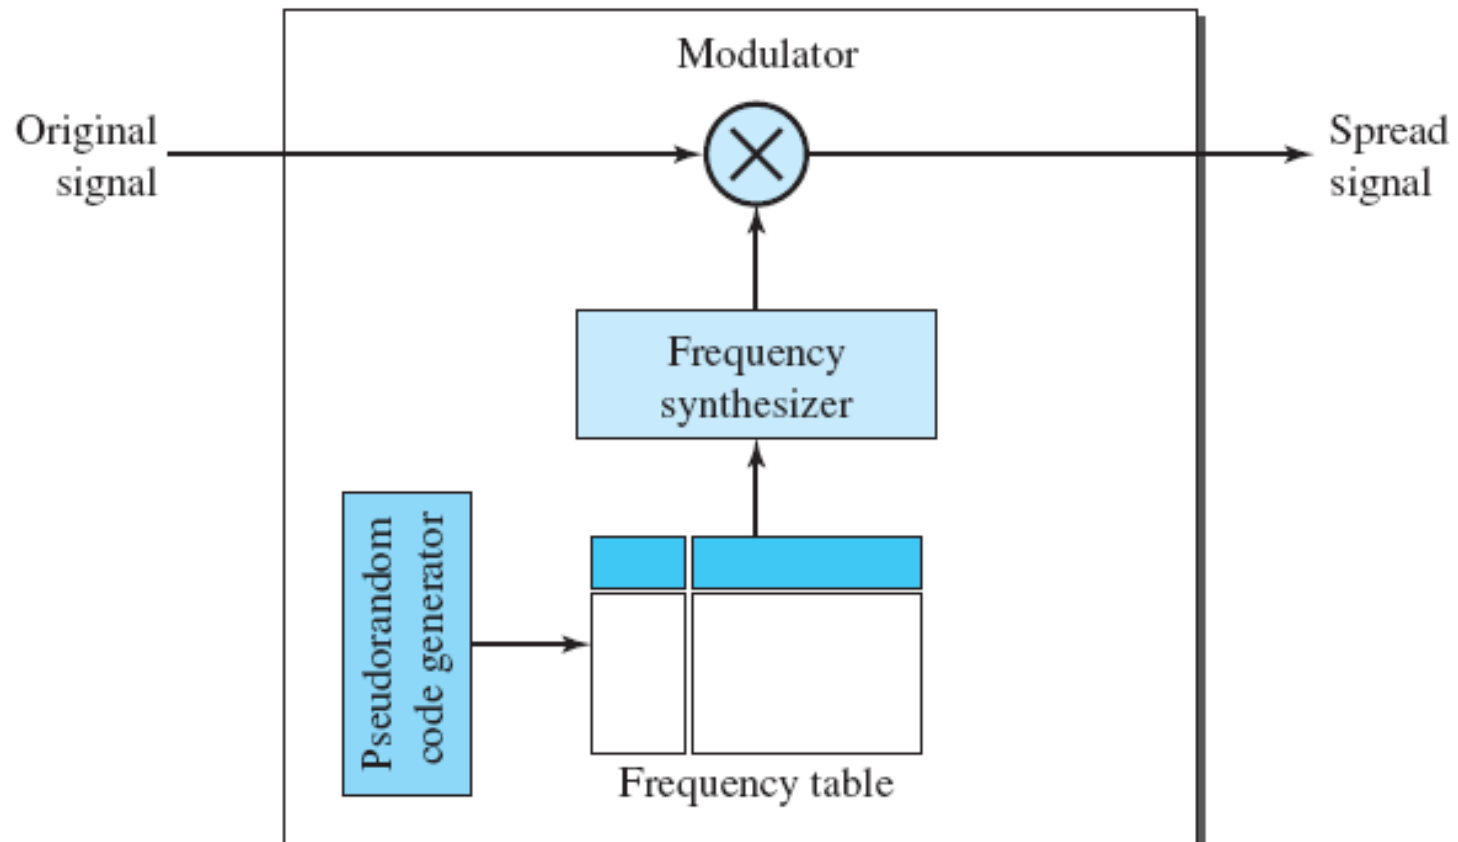 Modulator
Original
signal
Spread
signal
Frequency
synthesizer
Pseudorandom
code generator
Frequency table